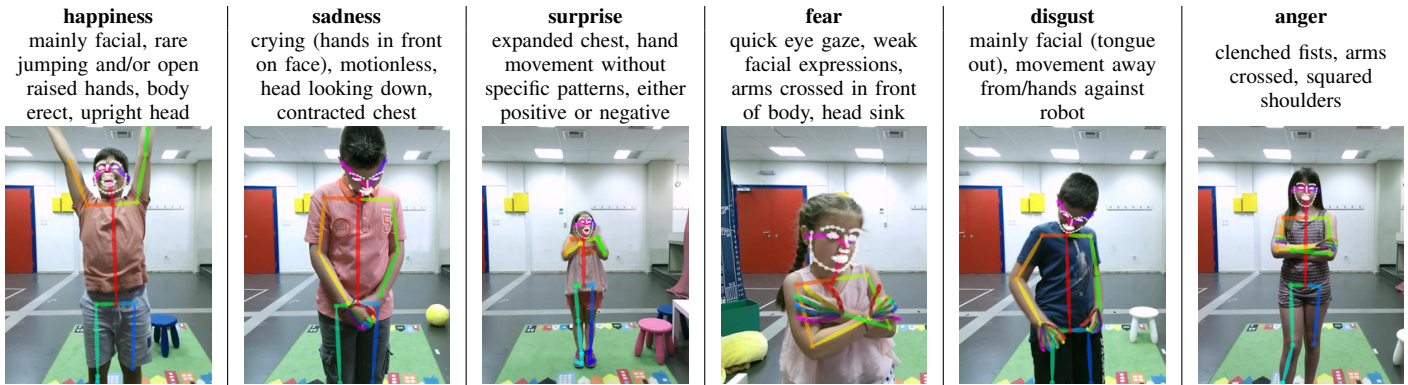 happiness
mainly facial, rare
jumping and/or open
raised hands, body
erect, upright head
sadness
crying (hands in front
on face), motionless,
head looking down,
contracted chest
surprise
expanded chest, hand
movement without
specific patterns, either
positive or negative
fear
quick eye gaze, weak
facial expressions,
arms crossed in front
of body, head sink
disgust
mainly facial (tongue
out), movement away
from/hands against
robot
anger
clenched fists, arms
crossed, squared
shoulders
5